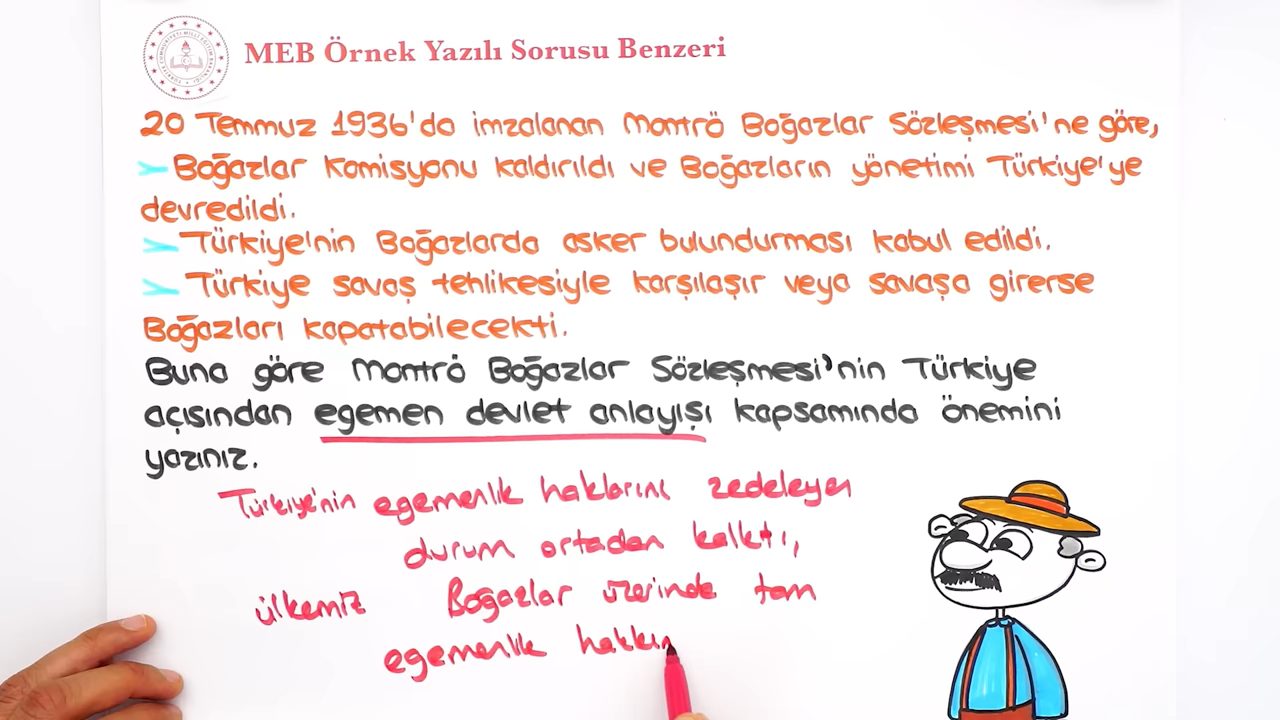 MEB Örnek Yazılı Sorusu Benzeri
20 Temmuz 1936'da imzalanan Montrö Boğazlar Sözleşmesi'ne göre,
Boğazlar Komisyonu kaldırıldı ve Boğazların yönetimi Türkiye'ye
devredildi.
Türkiye'nin Boğazlarda asker bulundurması kabul edildi.
Türkiye savaş tehlikesiyle karşılaşır veya savaşa girerse
Boğazları kapatabilecekti.
Buna göre Montrö Boğazlar Sözleşmesi'nin Türkiye
açısından egemen devlet anlayışı kapsamında önemini
yazınız.
Türkiye'nin egemenlik haklarını zedeleyen
durum ortadan kalktı,
ülkemiz Boğazlar üzerinde tam
egemenlik hakkın